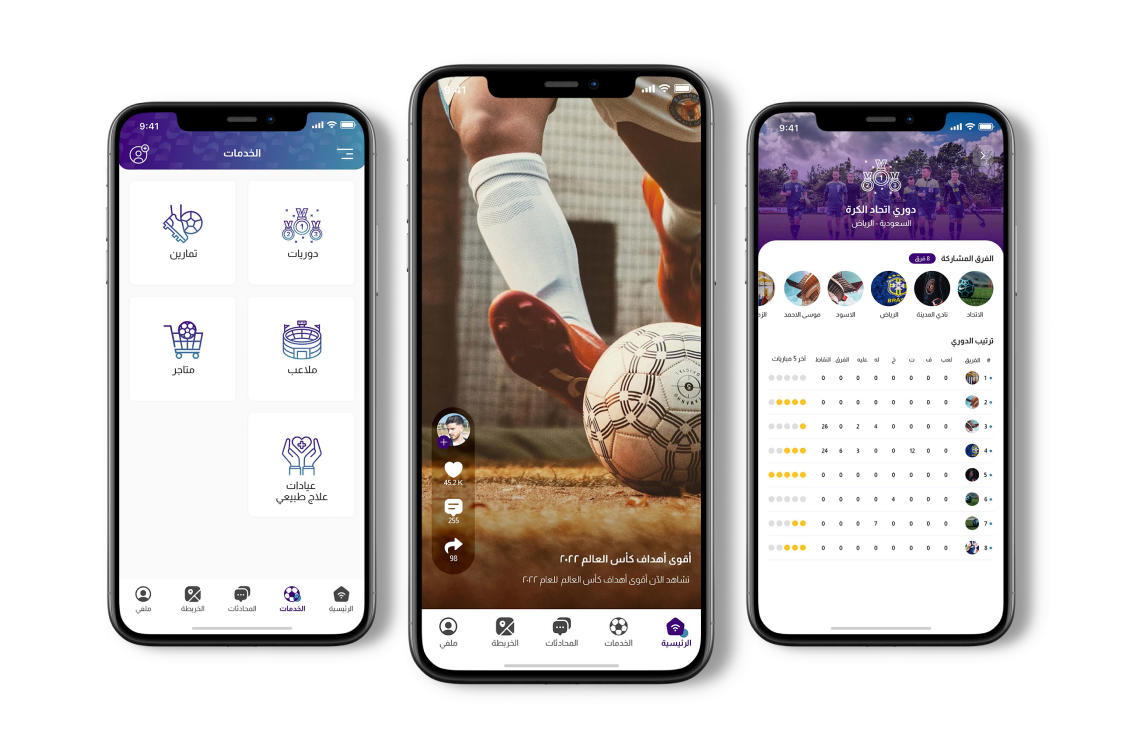 9:41
الخدمات
دوريات
تمارين
ملاعب
متاجر
عيادات
علاج طبيعي
الرئيسية
الخدمات
المحادثات
الخريطة
ملفي
9:41
45.2 K
255
98
أقوى أهداف كأس العالم ٢٠٢٢
تشاهد الآن أقوى أهداف كأس العالم للعام ٢٠٢٢
الرئيسية
الخدمات
المحادثات
الخريطة
ملفي
9:41
دوري اتحاد الكرة
السعودية - الرياض
الفرق المشاركة
8 فرق
الاتحاد
نادي المدينة
الرياض
الاسود
موسى الاحمد
ترتيب الدوري
# الفريق لعب ف ت خ له عليه الفرق النقاط آخر 5 مباريات
1 0 0 0 0 0 0 0 0
2 0 0 0 0 0 0 0 0
3 0 0 0 0 4 2 0 26
4 0 0 12 0 0 3 6 24
5 0 0 0 0 0 0 0 0
6 0 0 0 4 0 0 0 0
7 0 0 0 0 7 0 0 0
8 0 0 0 0 0 0 0 0